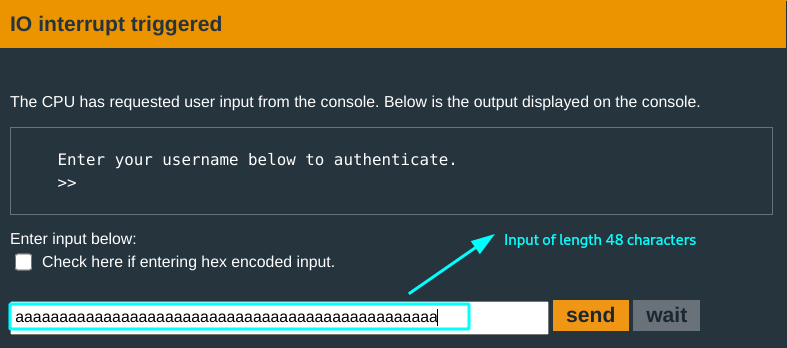 IO interrupt triggered
The CPU has requested user input from the console. Below is the output displayed on the console.
Enter your username below to authenticate.
>>
Enter input below:
Input of length 48 characters
Check here if entering hex encoded input.
aaaaaaaaaaaaaaaaaaaaaaaaaaaaaaaaaaaaaaaaaaaaaaaa
send
wait